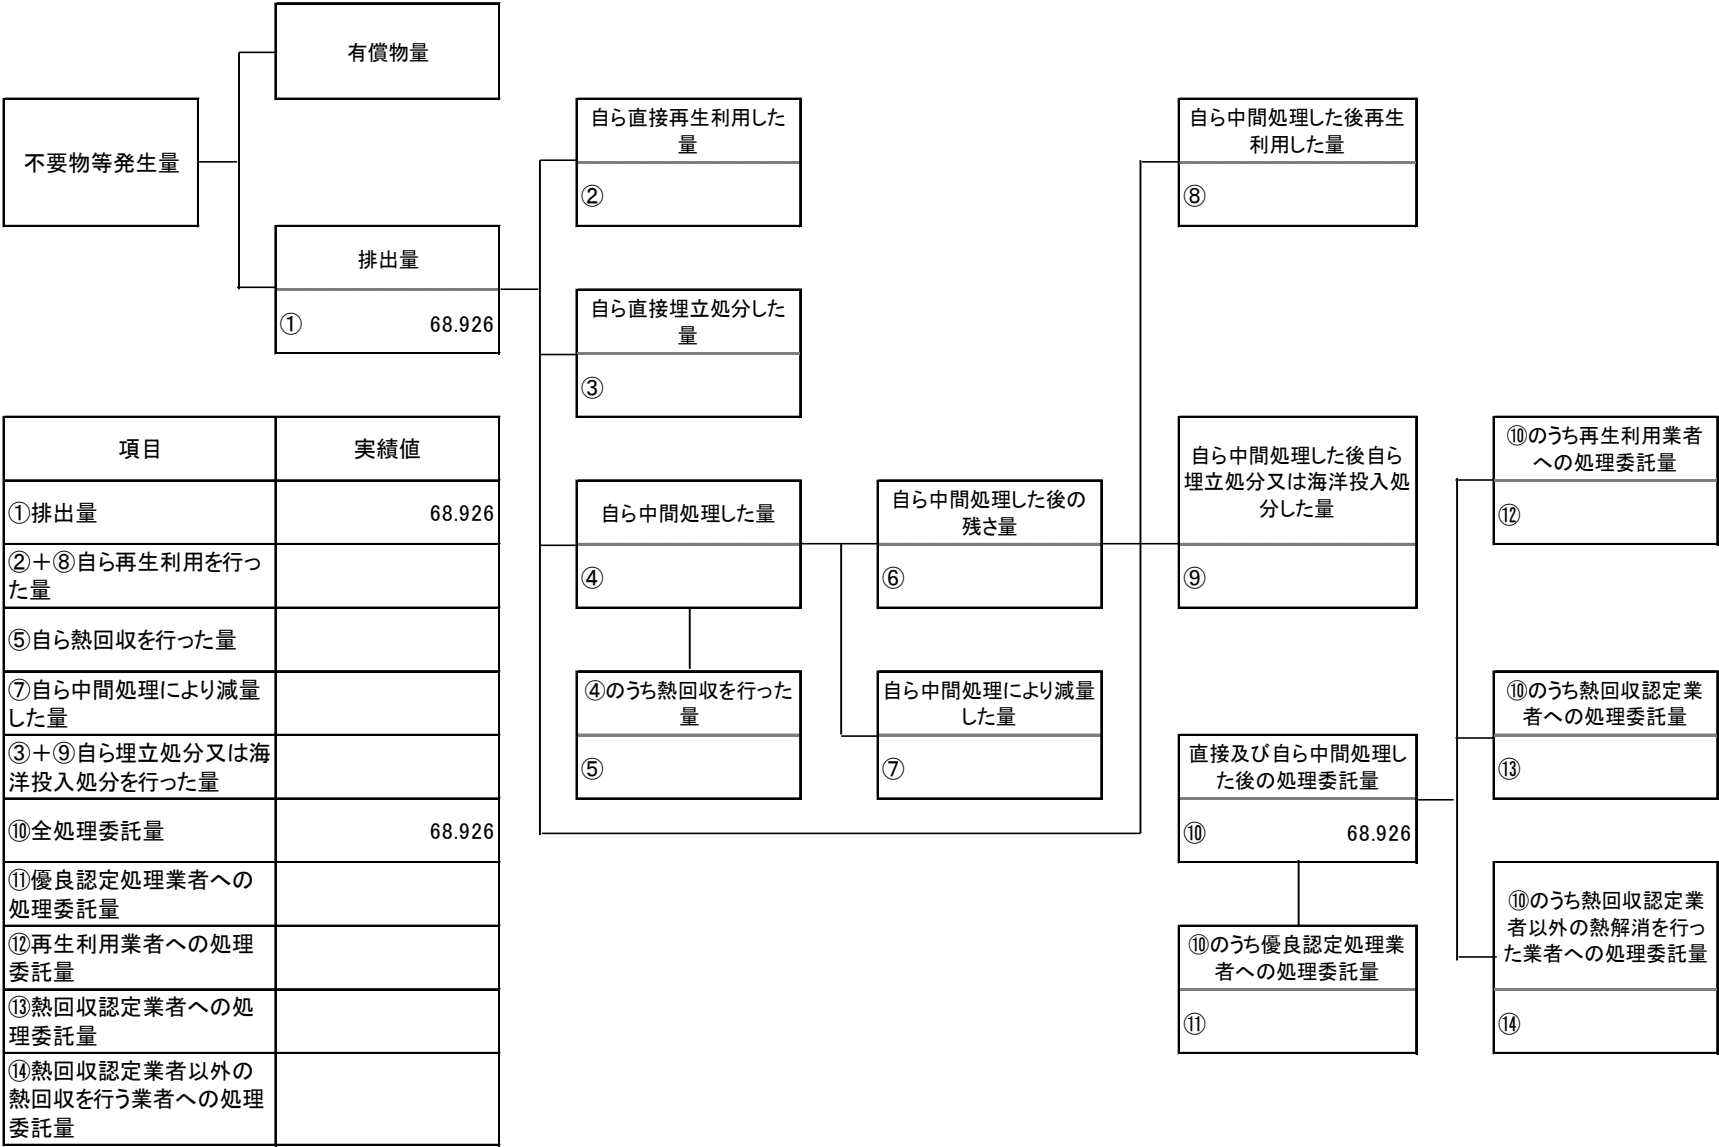 有償物量
不要物等発生量
排出量
① 68.926
自ら直接再生利用した
量
②
自ら直接埋立処分した
量
③
自ら中間処理した量
④
④のうち熱回収を行った
量
⑤
自ら中間処理した後の
残さ量
⑥
自ら中間処理により減量
した量
⑦
自ら中間処理した後再生
利用した量
⑧
自ら中間処理した後自ら
埋立処分又は海洋投入処
分した量
⑨
直接及び自ら中間処理し
た後の処理委託量
⑩ 68.926
⑩のうち優良認定処理業
者への処理委託量
⑪
⑩のうち再生利用業者
への処理委託量
⑫
⑩のうち熱回収認定業
者への処理委託量
⑬
⑩のうち熱回収認定業
者以外の熱解消を行っ
た業者への処理委託量
⑭
項目 実績値
①排出量 68.926
②＋⑧自ら再生利用を行っ
た量
⑤自ら熱回収を行った量
⑦自ら中間処理により減量
した量
③＋⑨自ら埋立処分又は海
洋投入処分を行った量
⑩全処理委託量 68.926
⑪優良認定処理業者への
処理委託量
⑫再生利用業者への処理
委託量
⑬熱回収認定業者への処
理委託量
⑭熱回収認定業者以外の
熱回収を行う業者への処理
委託量